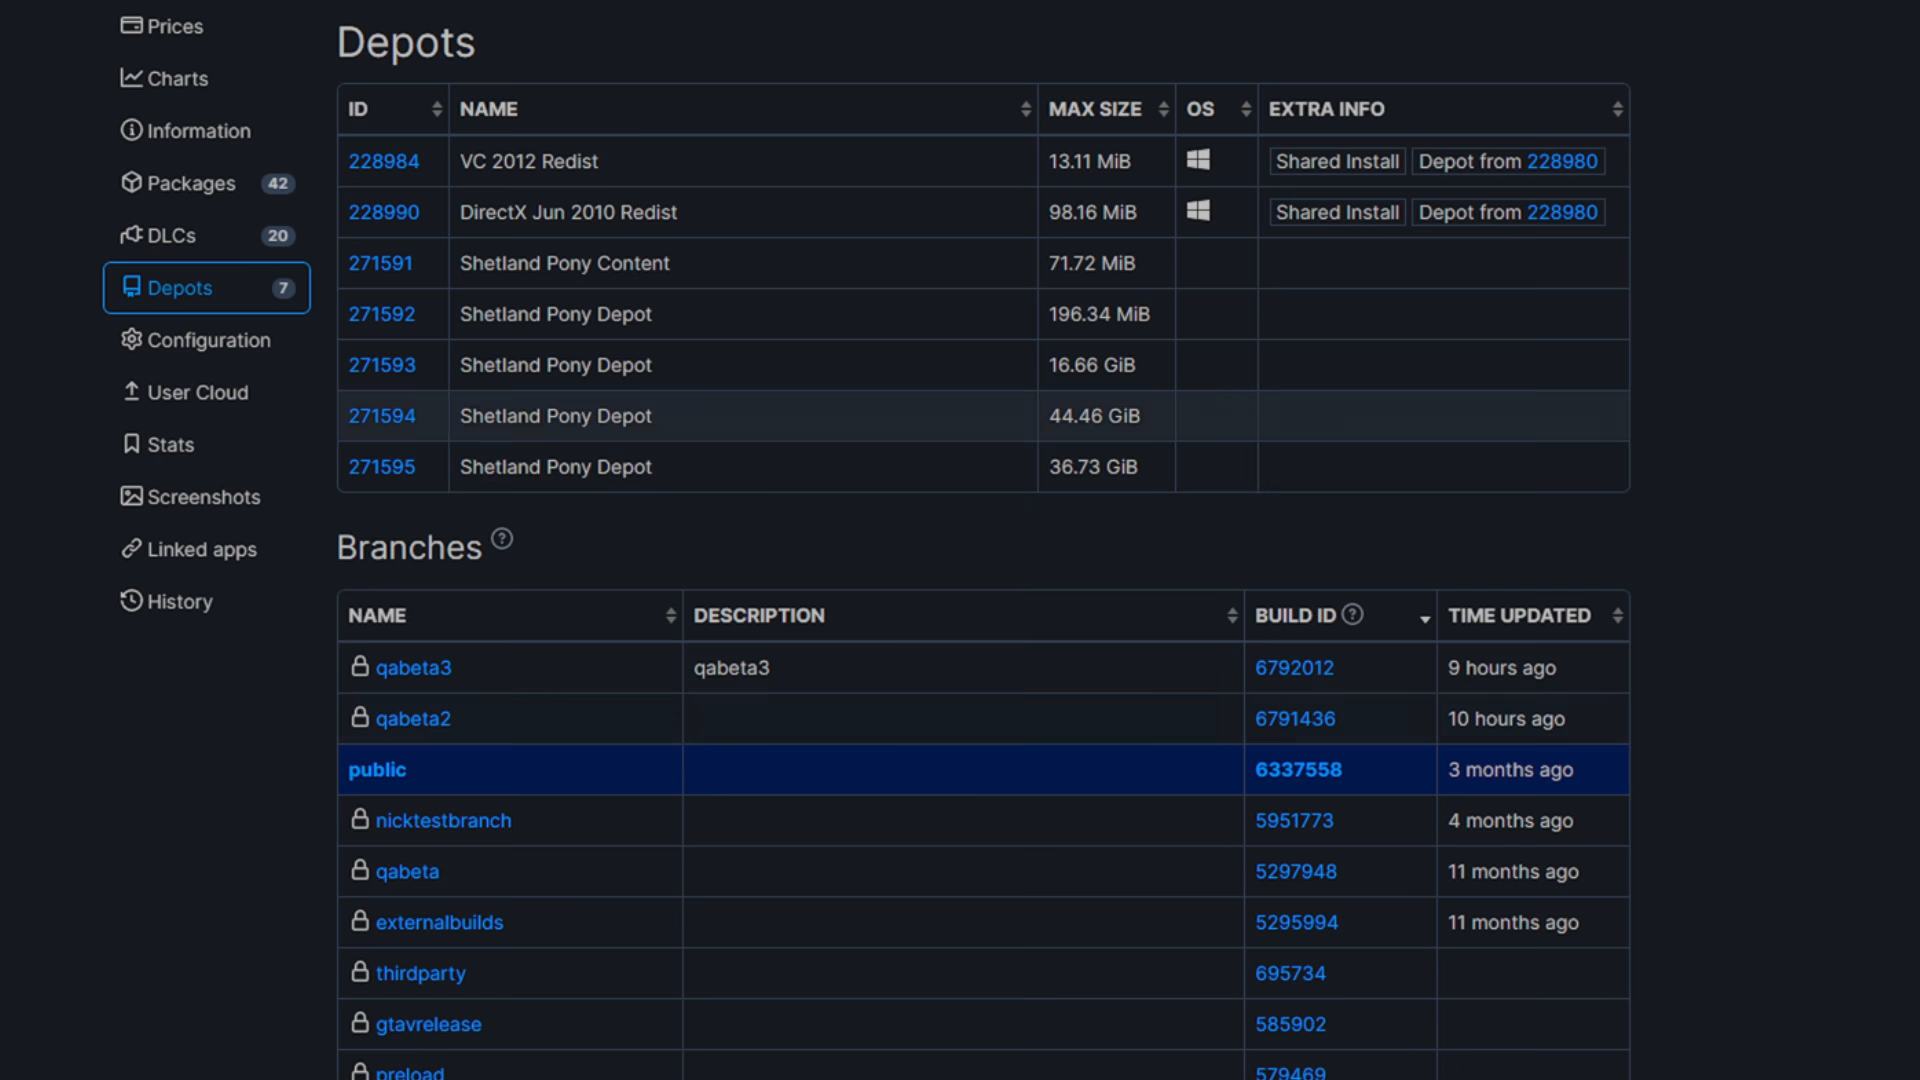 Prices
Charts
Information
Packages 42
DLCs 20
Depots 7
Configuration
User Cloud
Stats
Screenshots
Linked apps
History
Depots
ID NAME MAX SIZE OS EXTRA INFO
228984 VC 2012 Redist 13.11 MiB Shared Install Depot from 228980
228990 DirectX Jun 2010 Redist 98.16 MiB Shared Install Depot from 228980
271591 Shetland Pony Content 71.72 MiB
271592 Shetland Pony Depot 196.34 MiB
271593 Shetland Pony Depot 16.66 GiB
271594 Shetland Pony Depot 44.46 GiB
271595 Shetland Pony Depot 36.73 GiB
Branches ?
NAME DESCRIPTION BUILD ID ? TIME UPDATED
qabeta3 qabeta3 6792012 9 hours ago
qabeta2 6791436 10 hours ago
public 6337558 3 months ago
nicktestbranch 5951773 4 months ago
qabeta 5297948 11 months ago
externalbuilds 5295994 11 months ago
thirdparty 695734
gtavrelease 585902
preload 579469